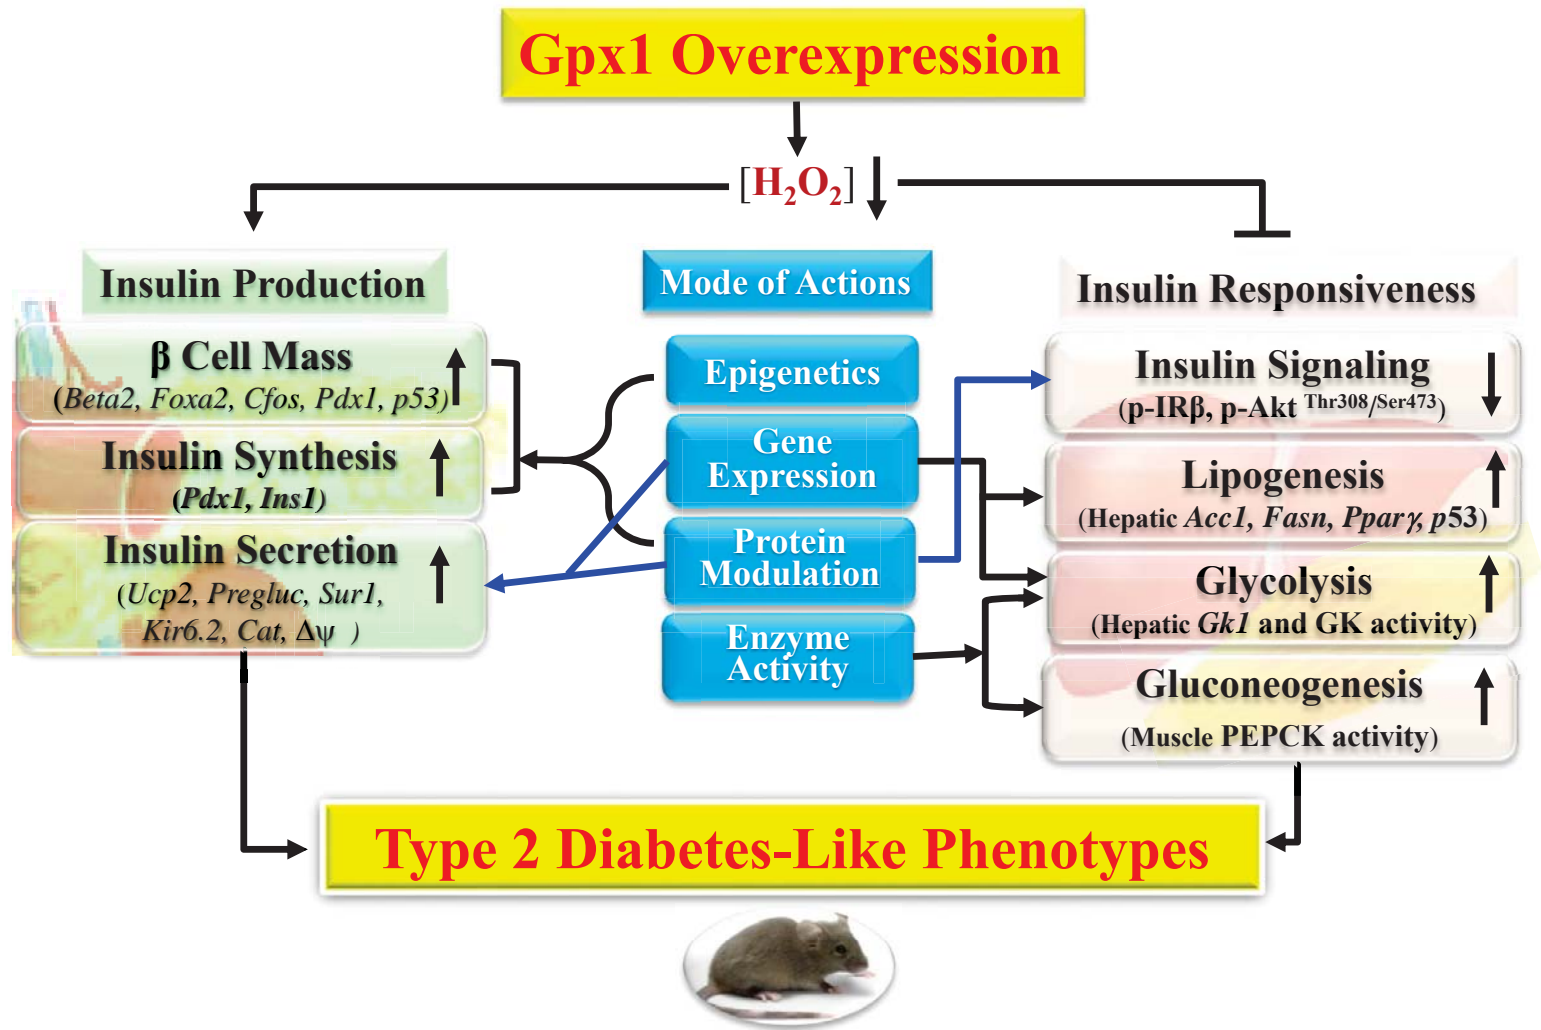 Gpx1 Overexpression
[H₂O₂]
Insulin Production
β Cell Mass
(Beta2, Foxa2, Cfos, Pdx1, p53)
Insulin Synthesis
(Pdx1, Ins1)
Insulin Secretion
(Ucp2, Pregluc, Sur1,
Kir6.2, Cat, Δψ )
Mode of Actions
Epigenetics
Gene
Expression
Protein
Modulation
Enzyme
Activity
Insulin Responsiveness
Insulin Signaling
(p-IRβ, p-Akt Thr308/Ser473)
Lipogenesis
(Hepatic Acc1, Fasn, Pparγ, p53)
Glycolysis
(Hepatic Gk1 and GK activity)
Gluconeogenesis
(Muscle PEPCK activity)
Type 2 Diabetes-Like Phenotypes